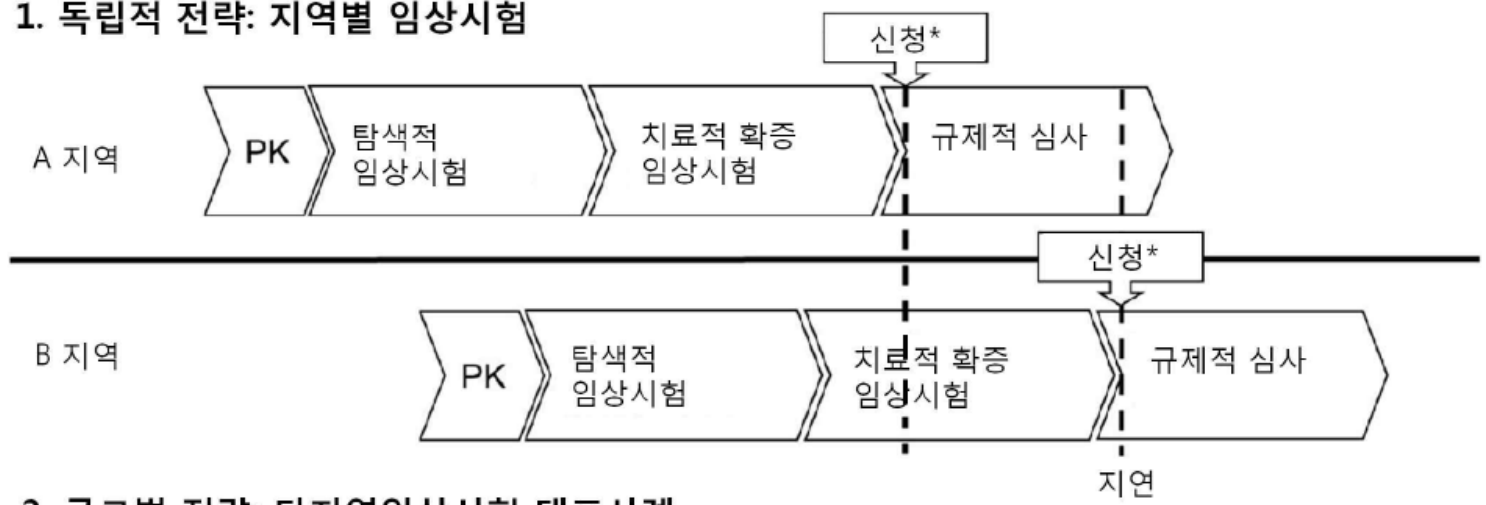 1. 독립적 전략: 지역별 임상시험
신청*
A 지역
PK
탐색적
임상시험
치료적 확증
임상시험
규제적 심사
신청*
B 지역
PK
탐색적
임상시험
치료적 확증
임상시험
규제적 심사
지연